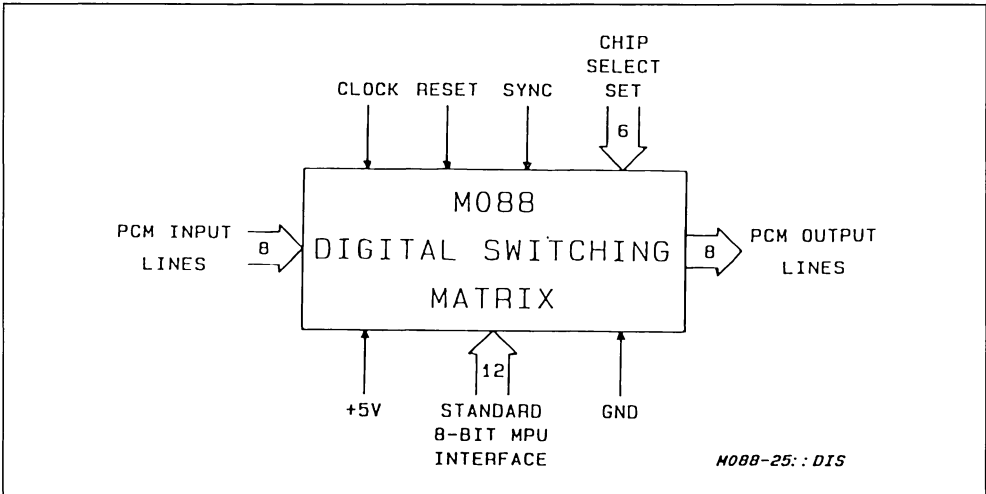 CHIP
SELECT
SET
CLOCK RESET SYNC
6
M088
DIGITAL SWITCHING
MATRIX
PCM INPUT
LINES
8
8
PCM OUTPUT
LINES
12
+5V
STANDARD
8-BIT MPU
INTERFACE
GND
M088-25::DIS